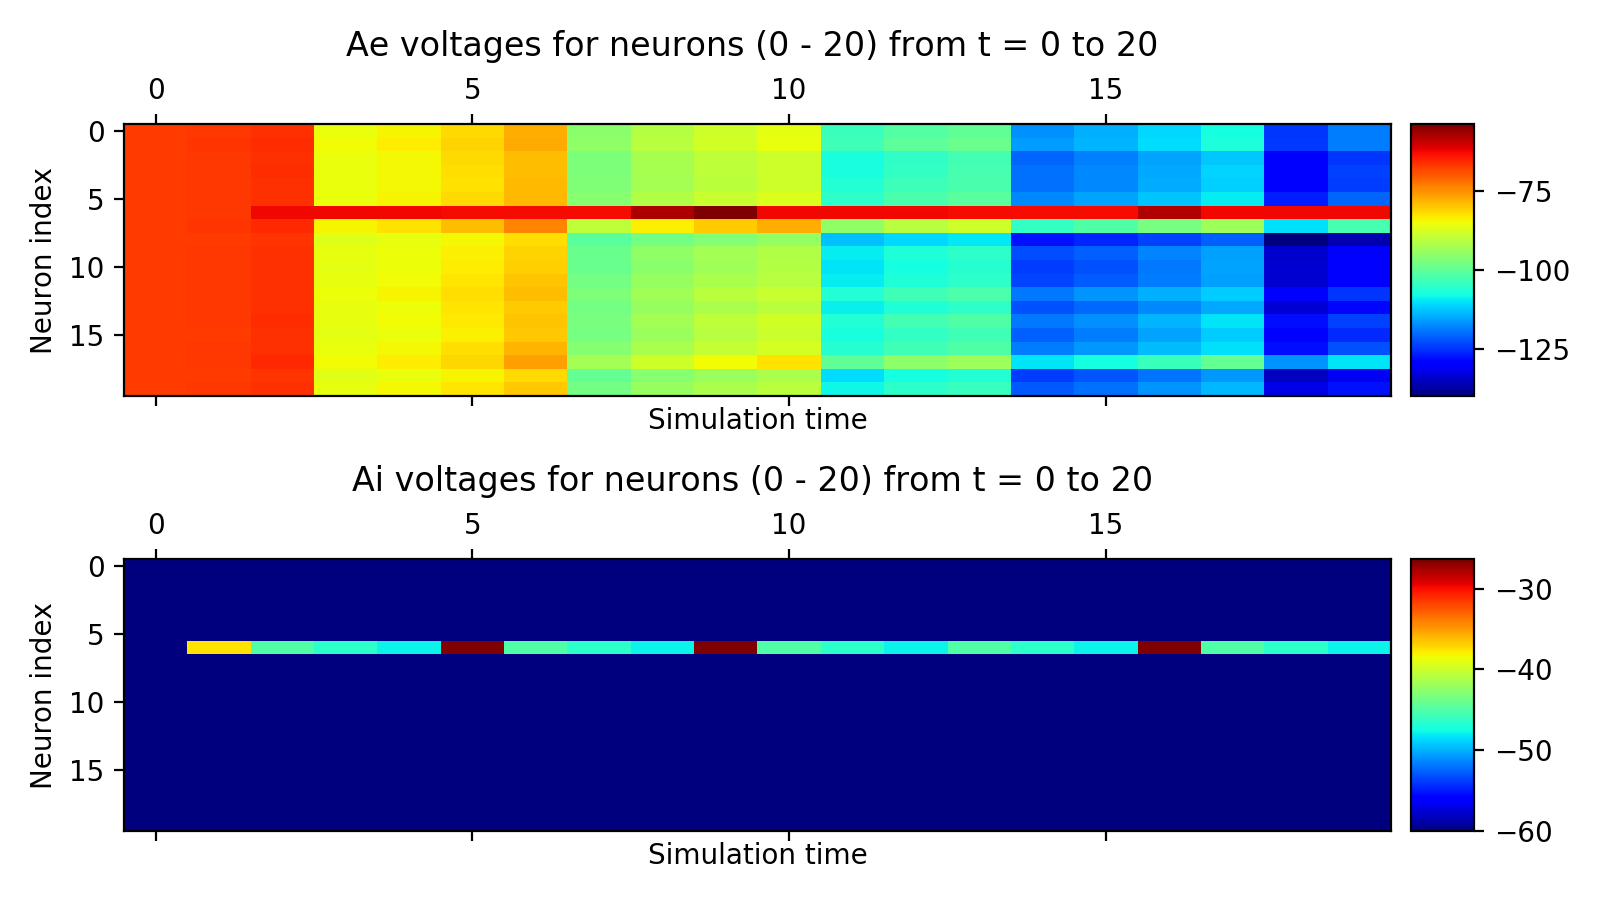 Ae voltages for neurons (0 - 20) from t = 0 to 20
0 5 10 15
Neuron index
0
5
10
15
Simulation time
−75
−100
−125
Ai voltages for neurons (0 - 20) from t = 0 to 20
0 5 10 15
Neuron index
0
5
10
15
Simulation time
−30
−40
−50
−60